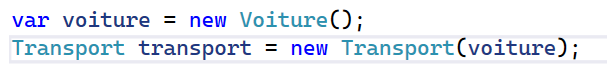 var voiture = new Voiture();
Transport transport = new Transport(voiture);